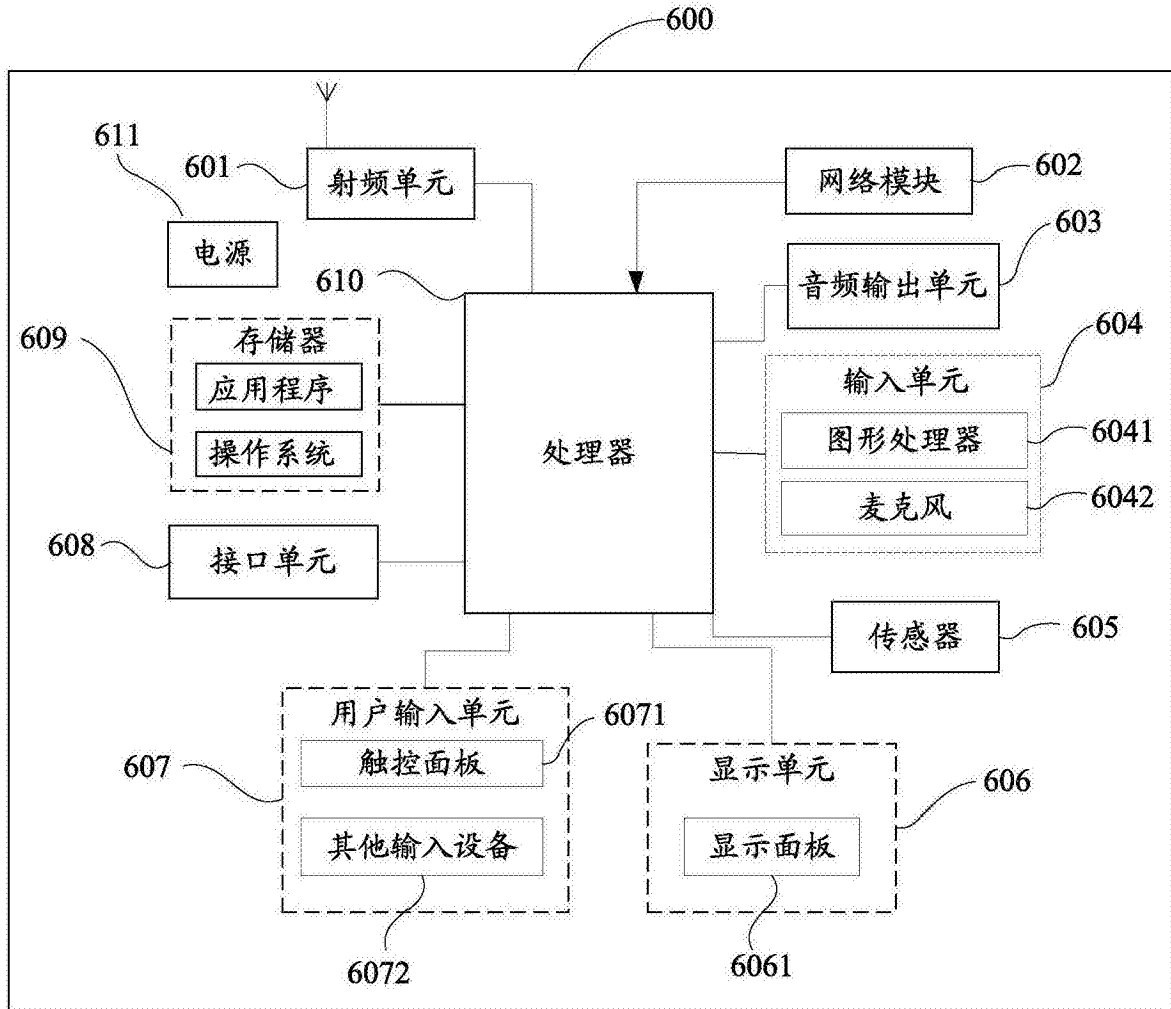 600
611
601
射频单元
网络模块
602
电源
603
610
音频输出单元
609
存储器
应用程序
操作系统
处理器
604
输入单元
图形处理器
6041
麦克风
6042
608
接口单元
传感器
605
用户输入单元
6071
触控面板
607
其他输入设备
6072
显示单元
606
显示面板
6061